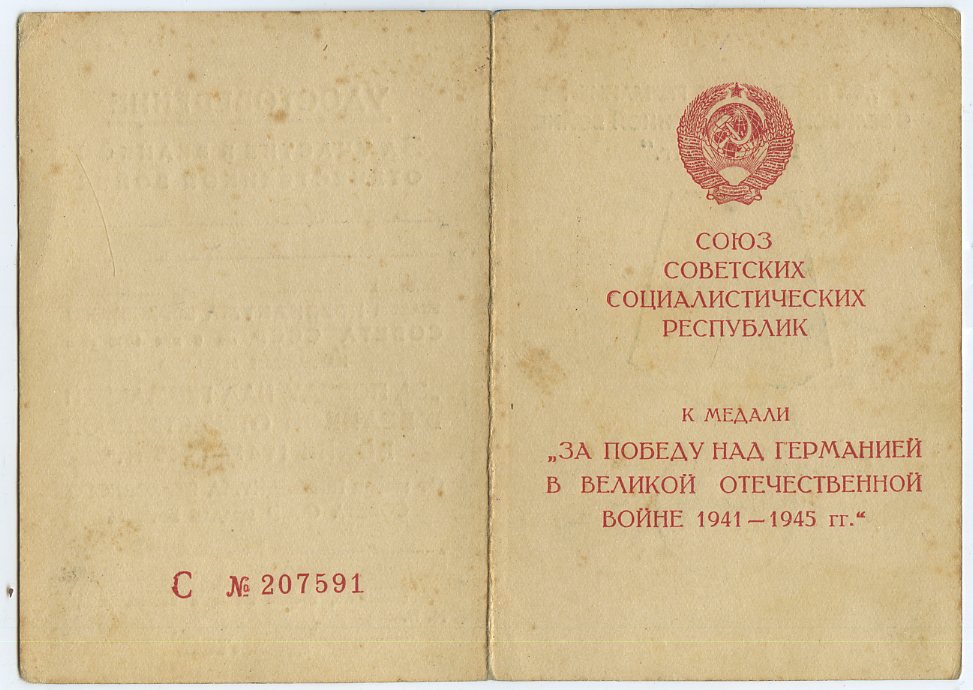 С № 207591
СОЮЗ
СОВЕТСКИХ
СОЦИАЛИСТИЧЕСКИХ
РЕСПУБЛИК
К МЕДАЛИ
„ЗА ПОБЕДУ НАД ГЕРМАНИЕЙ
В ВЕЛИКОЙ ОТЕЧЕСТВЕННОЙ
ВОЙНЕ 1941—1945 гг.“